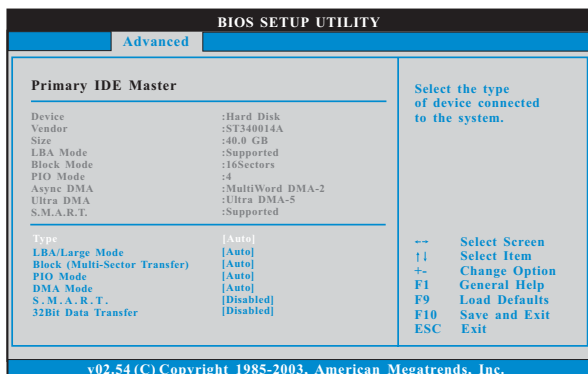 BIOS SETUP UTILITY
Advanced
Primary IDE Master
Device :Hard Disk
Vendor :ST340014A
Size :40.0 GB
LBA Mode :Supported
Block Mode :16Sectors
PIO Mode :4
Async DMA :MultiWord DMA-2
Ultra DMA :Ultra DMA-5
S.M.A.R.T. :Supported
Type [Auto]
LBA/Large Mode [Auto]
Block (Multi-Sector Transfer) [Auto]
PIO Mode [Auto]
DMA Mode [Auto]
S.M.A.R.T. [Disabled]
32Bit Data Transfer [Disabled]
Select the type
of device connected
to the system.
←→ Select Screen
↑↓ Select Item
+- Change Option
F1 General Help
F9 Load Defaults
F10 Save and Exit
ESC Exit
v02.54 (C) Copyright 1985-2003, American Megatrends, Inc.